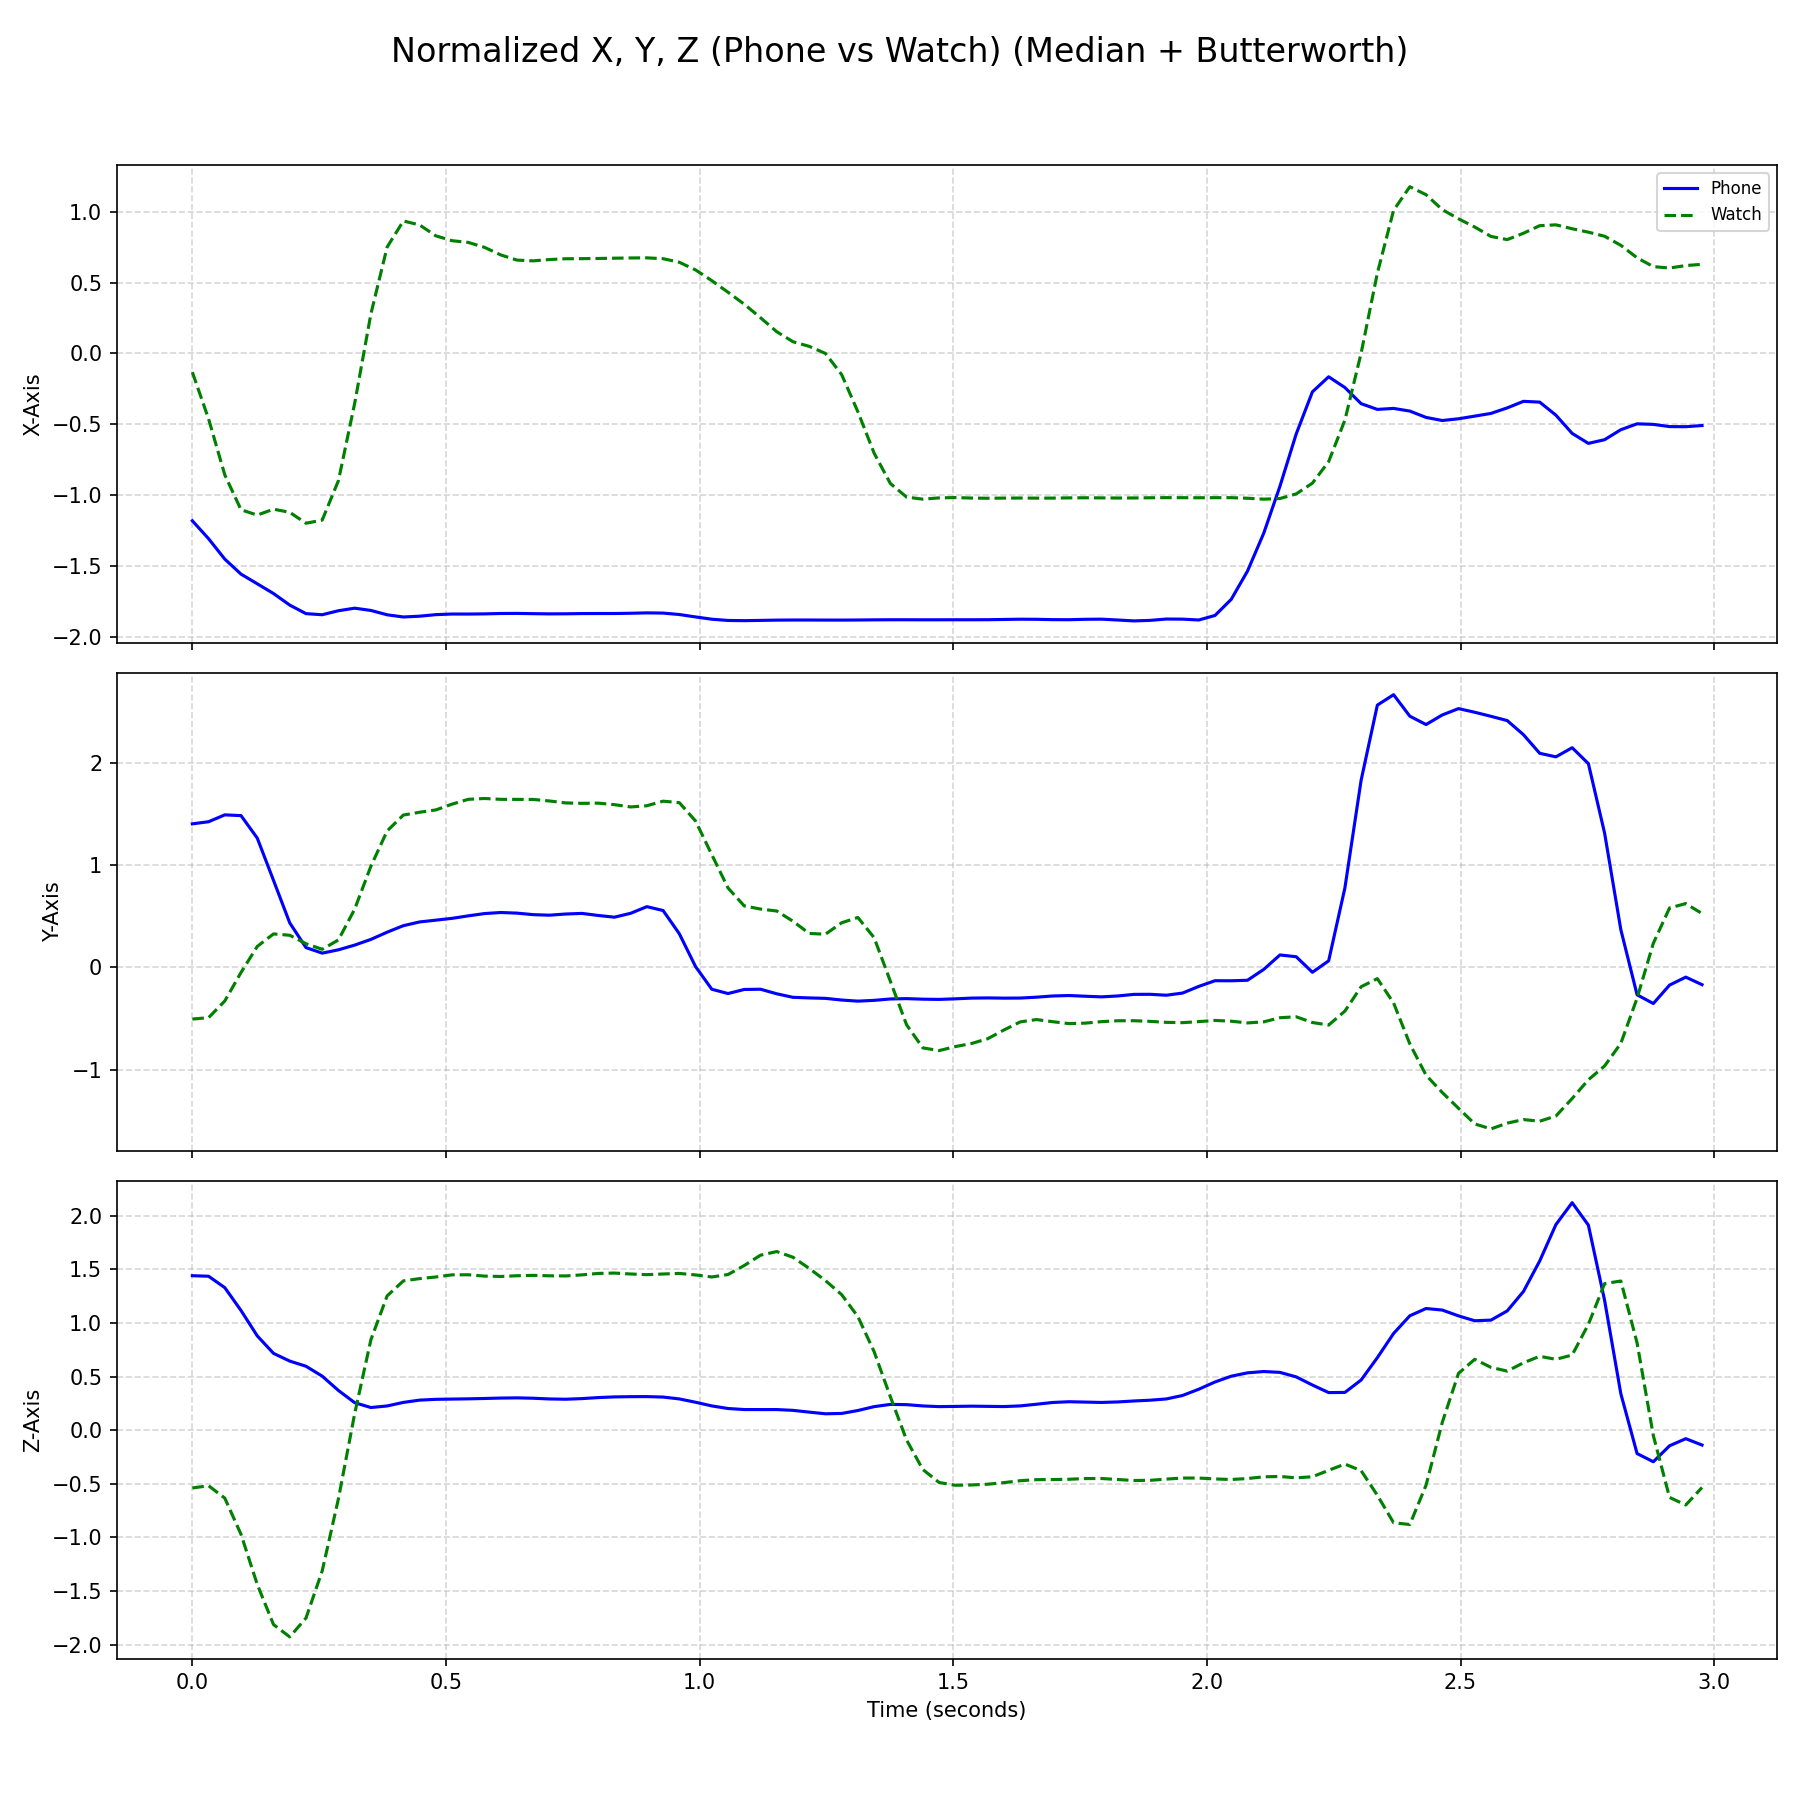 Normalized X, Y, Z (Phone vs Watch) (Median + Butterworth)
Phone
Watch
1.0
0.5
0.0
−0.5
−1.0
−1.5
−2.0
X-Axis
2
1
0
−1
Y-Axis
2.0
1.5
1.0
0.5
0.0
−0.5
−1.0
−1.5
−2.0
Z-Axis
0.0 0.5 1.0 1.5 2.0 2.5 3.0
Time (seconds)